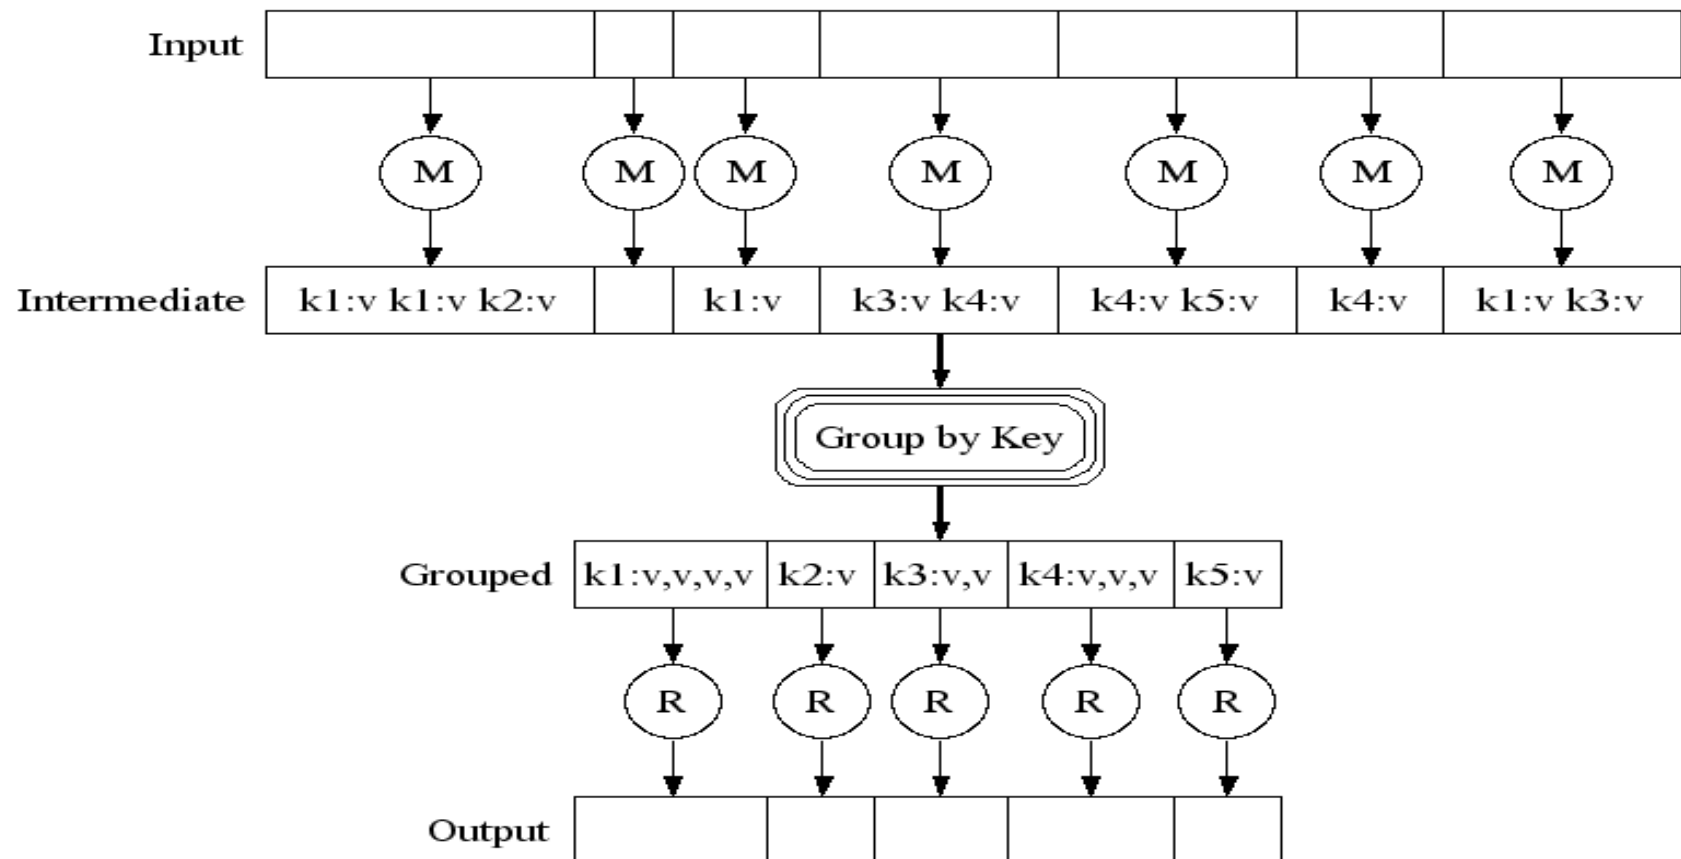 Input
M M M M M M M
Intermediate k1:v k1:v k2:v k1:v k3:v k4:v k4:v k5:v k4:v k1:v k3:v
Group by Key
Grouped k1:v,v,v,v k2:v k3:v,v k4:v,v,v k5:v
R R R R R
Output